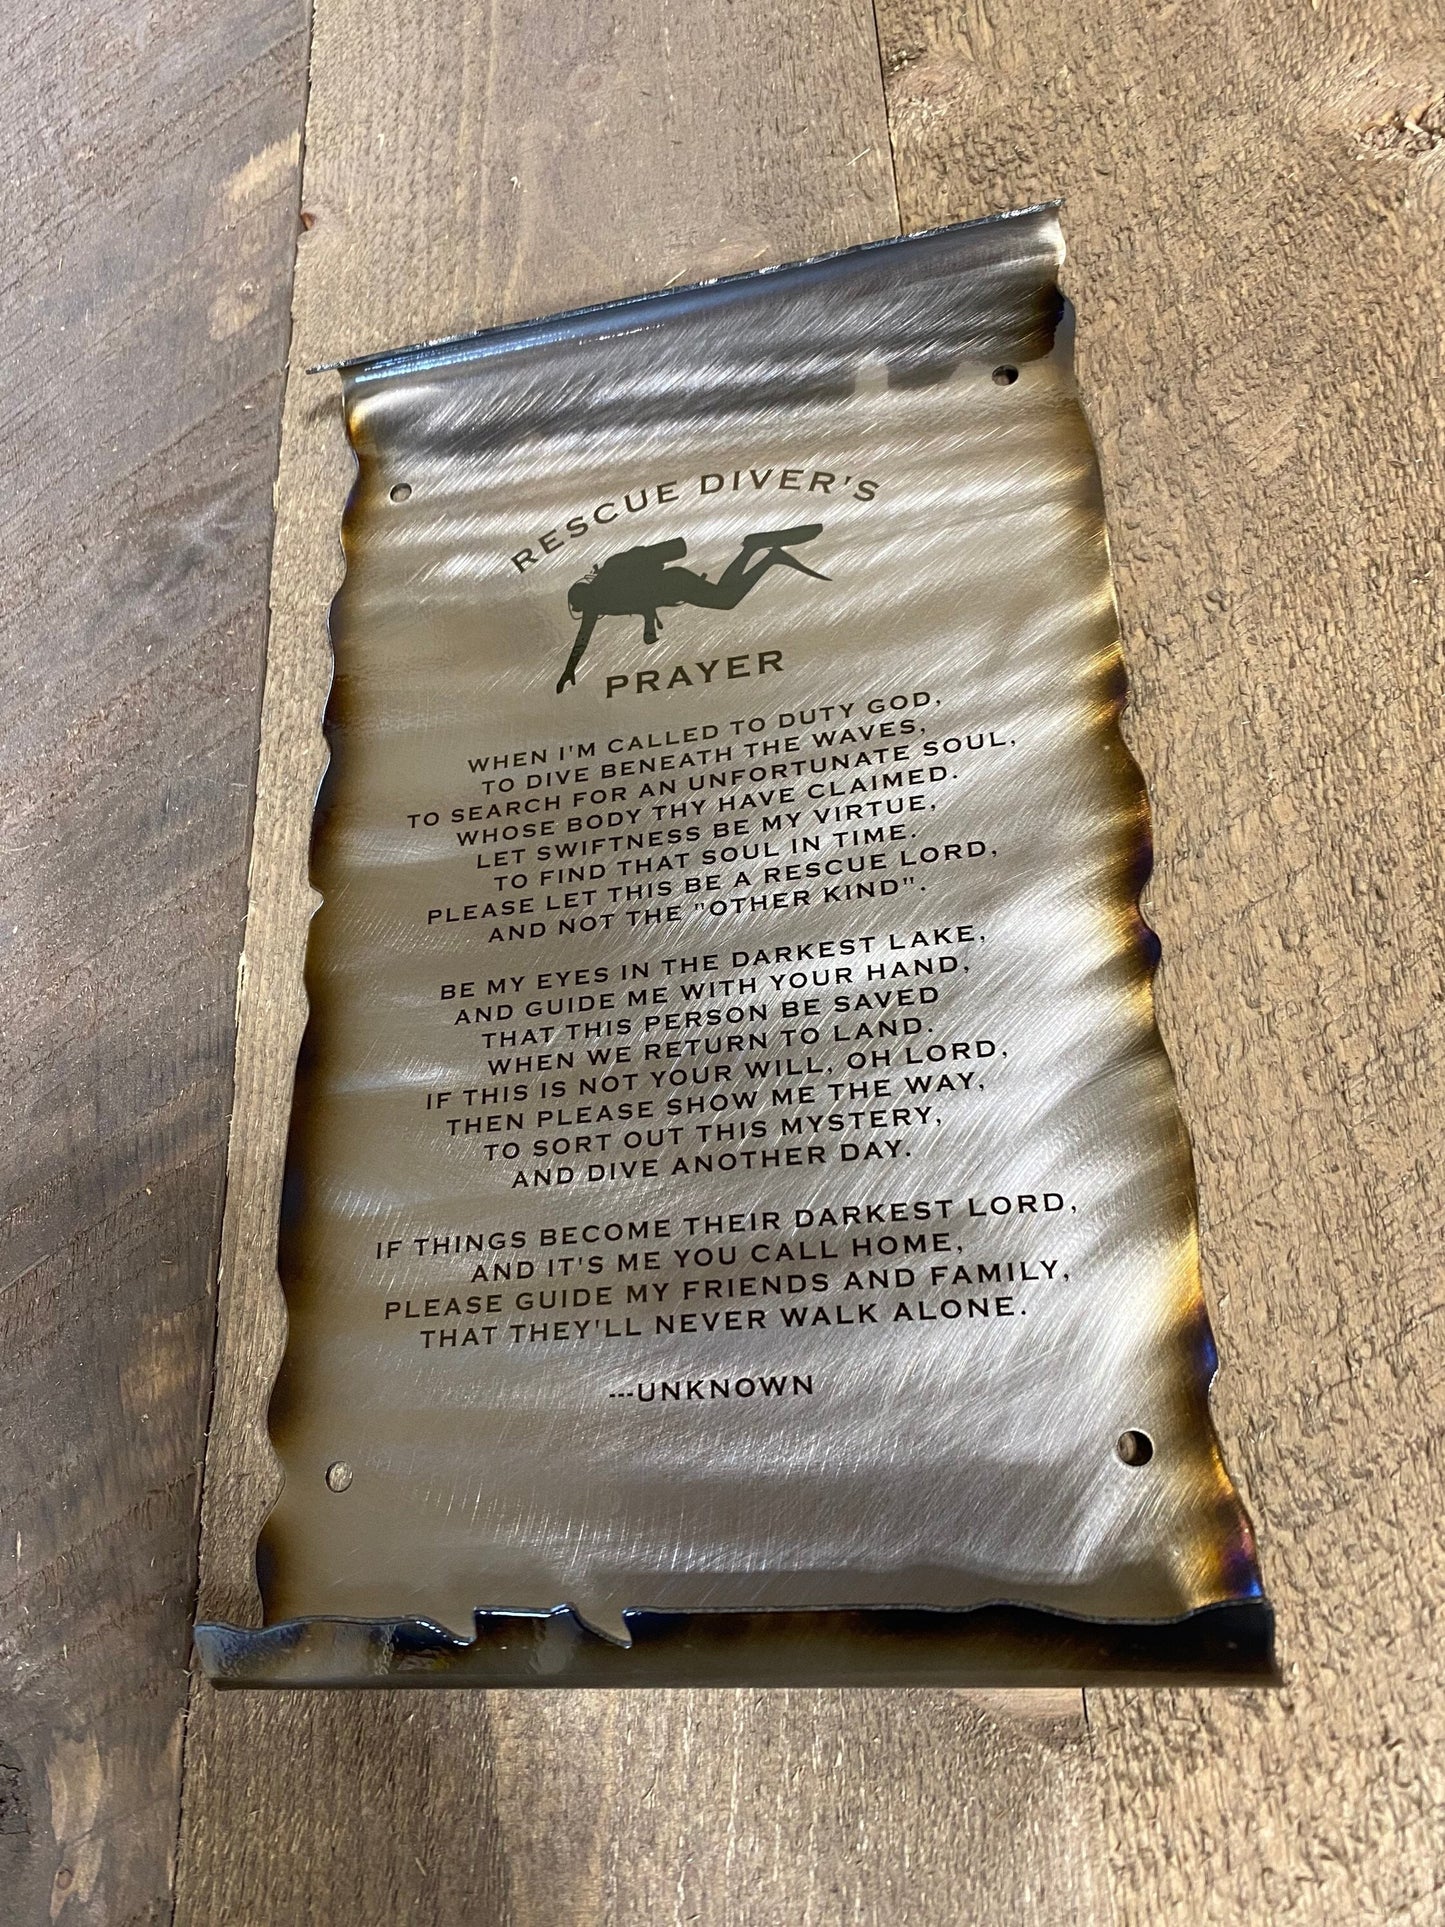 RESCUE DIVER'S
PRAYER
WHEN I'M CALLED TO DUTY GOD,
TO DIVE BENEATH THE WAVES,
TO SEARCH FOR AN UNFORTUNATE SOUL,
WHOSE BODY THY HAVE CLAIMED.
LET SWIFTNESS BE MY VIRTUE,
TO FIND THAT SOUL IN TIME.
PLEASE LET THIS BE A RESCUE LORD,
AND NOT THE "OTHER KIND".
BE MY EYES IN THE DARKEST LAKE,
AND GUIDE ME WITH YOUR HAND,
THAT THIS PERSON BE SAVED
WHEN WE RETURN TO LAND.
IF THIS IS NOT YOUR WILL, OH LORD,
THEN PLEASE SHOW ME THE WAY,
TO SORT OUT THIS MYSTERY,
AND DIVE ANOTHER DAY.
IF THINGS BECOME THEIR DARKEST LORD,
AND IT'S ME YOU CALL HOME,
PLEASE GUIDE MY FRIENDS AND FAMILY,
THAT THEY'LL NEVER WALK ALONE.
---UNKNOWN